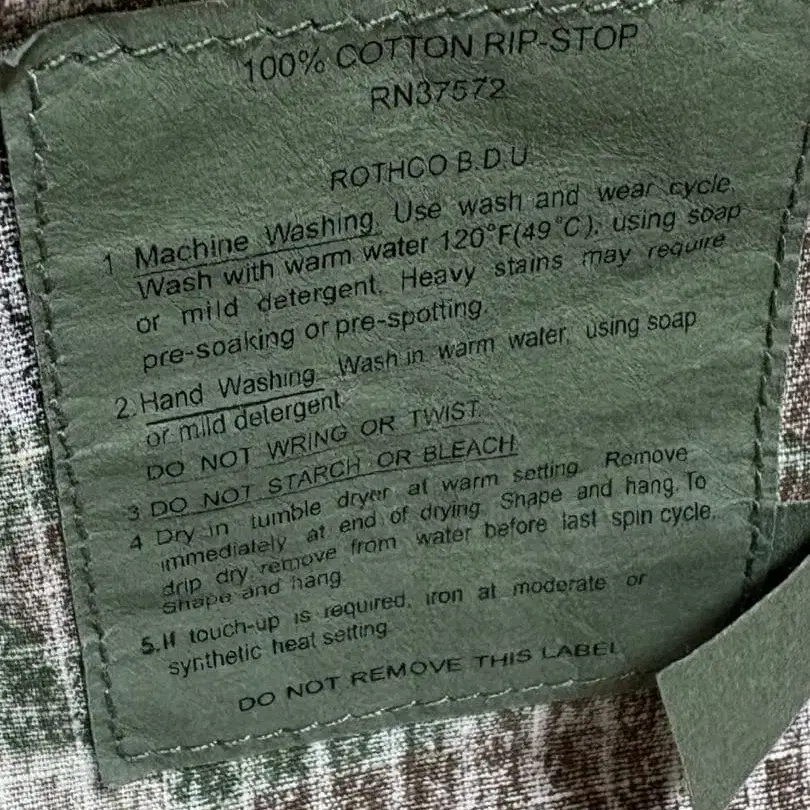 100% COTTON RIP-STOP
RN37572
ROTHCO B.D.U.
1 Machine Washing. Use wash and wear cycle.
Wash with warm water 120°F(49°C). using soap
or mild detergent. Heavy stains may require
pre-soaking or pre-spotting.
2. Hand Washing. Wash in warm water, using soap
or mild detergent.
DO NOT WRING OR TWIST.
3 DO NOT STARCH OR BLEACH.
4 Dry in tumble dryer at warm setting. Remove
immediately at end of drying. Shape and hang. To
drip dry remove from water before last spin cycle.
Shape and hang.
5. If touch-up is required, iron at moderate or
synthetic heat setting.
DO NOT REMOVE THIS LABEL